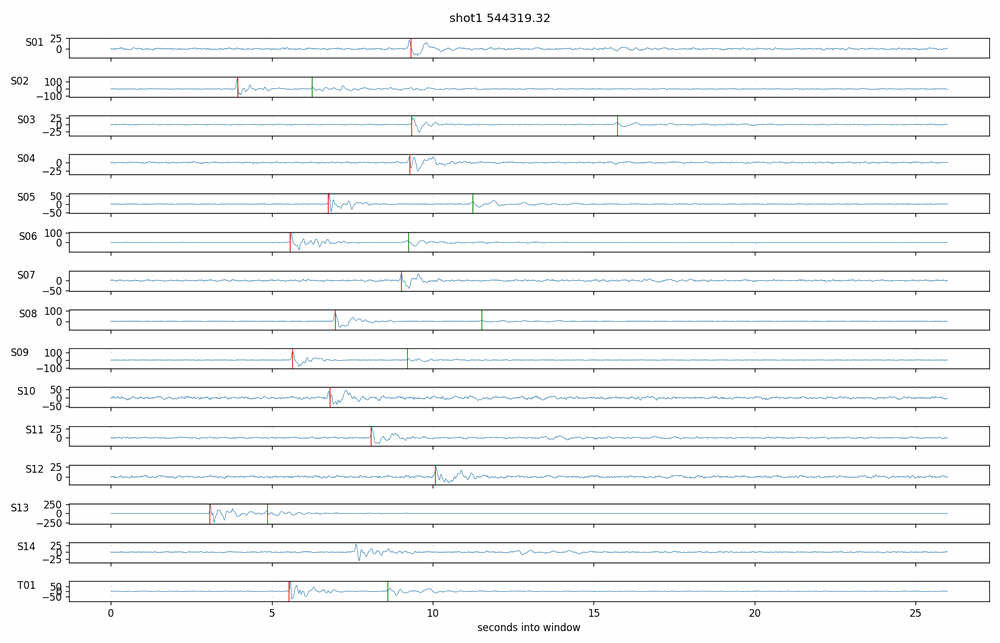 shot1 544319.32
S01 25 0
S02 100 0 −100
S03 25 0 −25
S04 0 −25
S05 50 0 −50
S06 100 0
S07 0 −50
S08 100 0
S09 100 0 −100
S10 50 0 −50
S11 25 0
S12 25 0
S13 250 0 −250
S14 25 0 −25
T01 50 0 −50
0 5 10 15 20 25
seconds into window